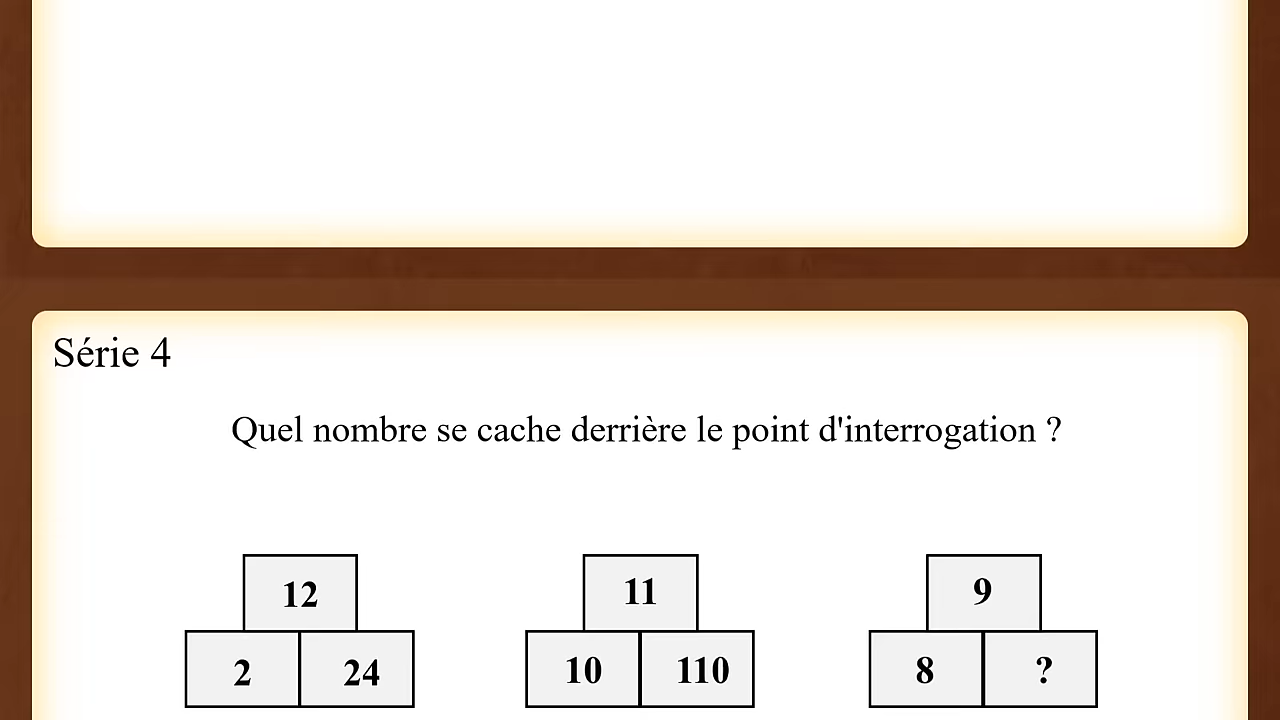 Série 4
Quel nombre se cache derrière le point d'interrogation ?
12 11 9
2 24 10 110 8 ?